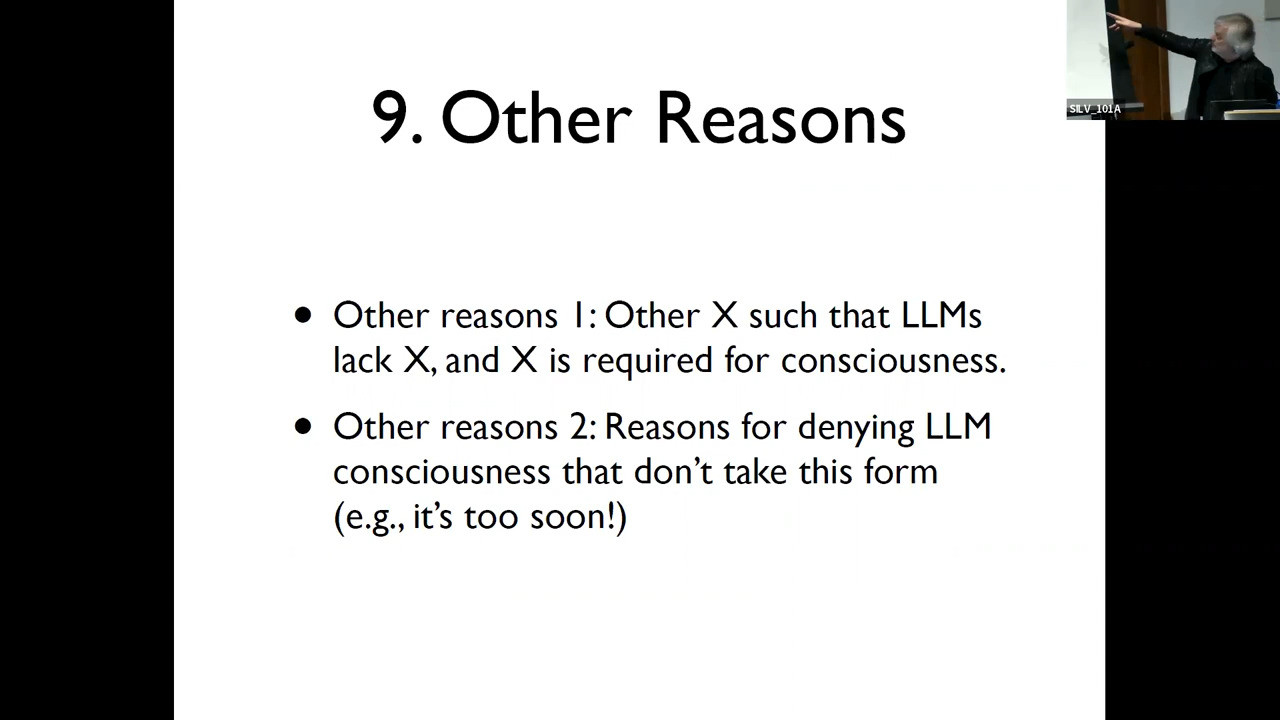 9. Other Reasons
SILV_101A
• Other reasons 1: Other X such that LLMs
lack X, and X is required for consciousness.
• Other reasons 2: Reasons for denying LLM
consciousness that don't take this form
(e.g., it's too soon!)